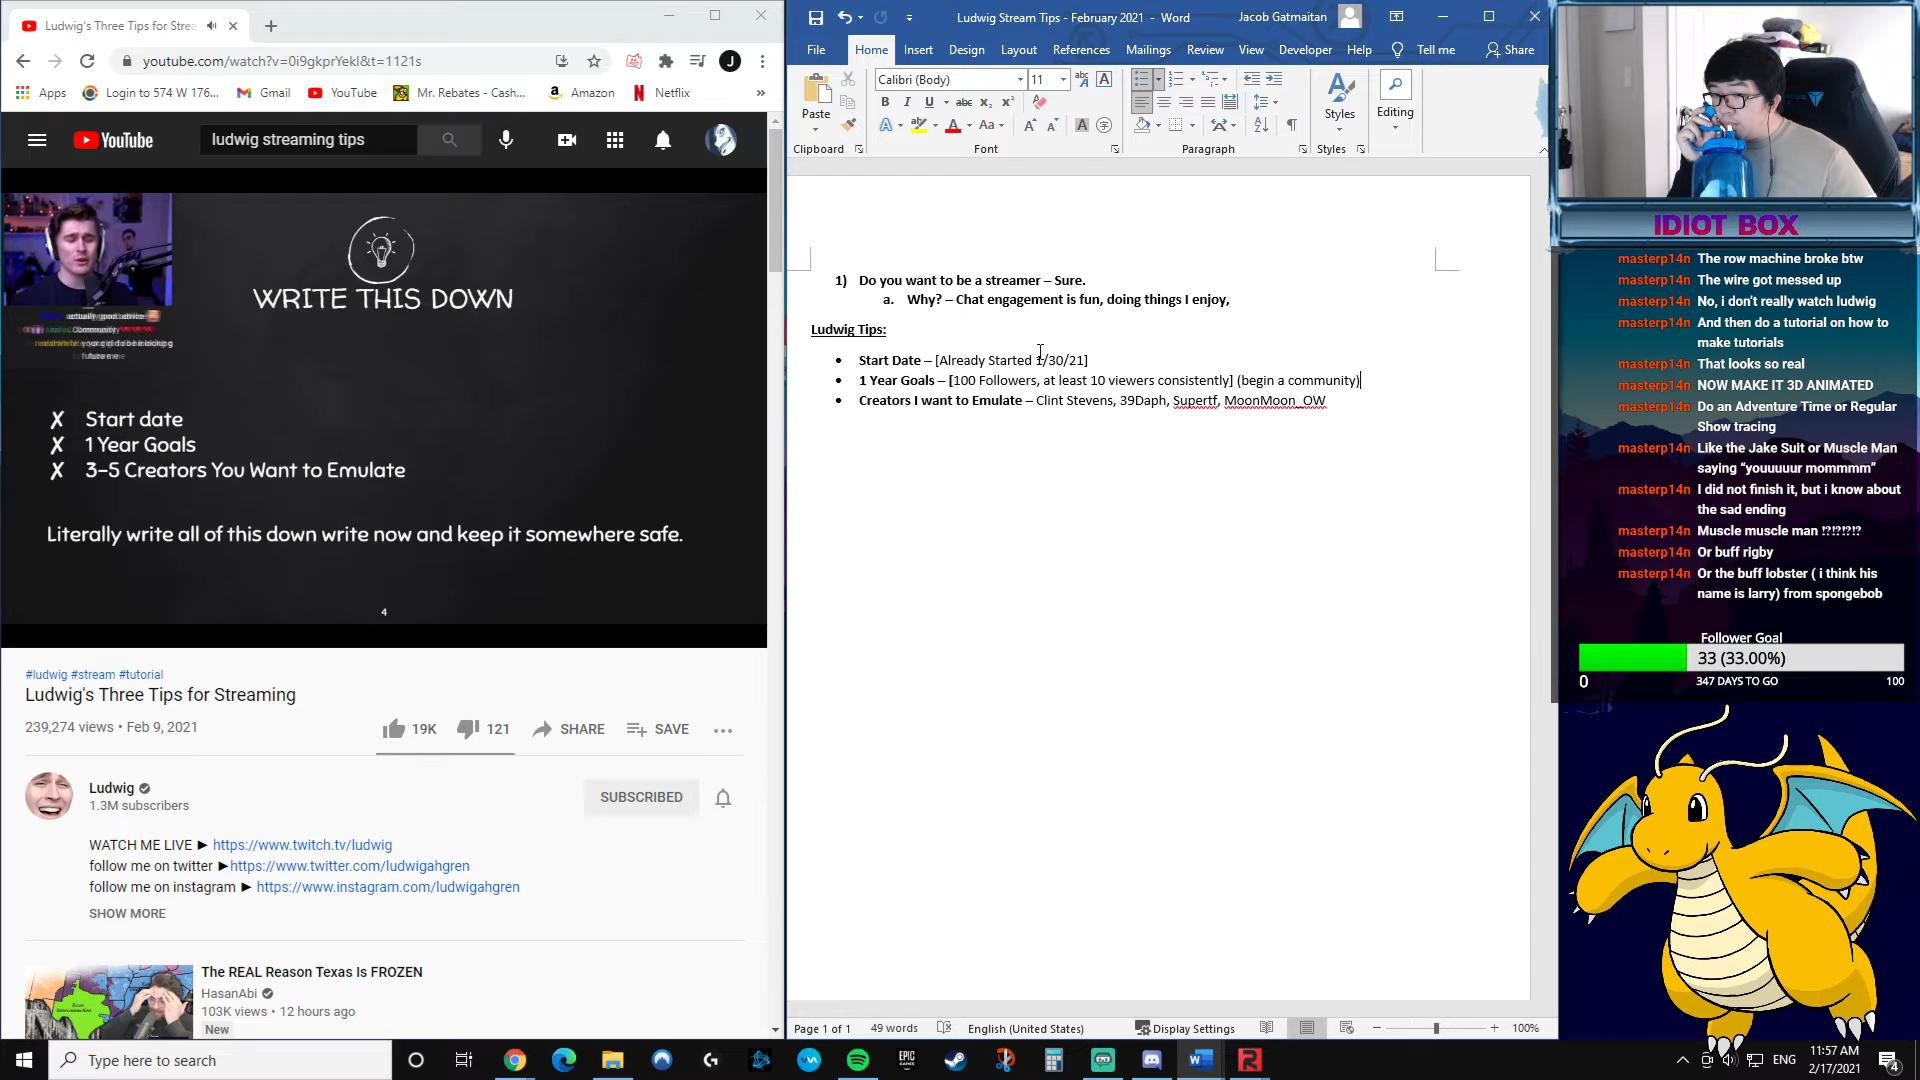 Ludwig's Three Tips for Strea
youtube.com/watch?v=0i9gkprYekI&t=1121s
J
Apps
Login to 574 W 176...
Gmail
YouTube
Mr. Rebates - Cash...
Amazon
Netflix
»
YouTube
ludwig streaming tips
WRITE THIS DOWN
✗ Start date
✗ 1 Year Goals
✗ 3-5 Creators You Want to Emulate
Literally write all of this down write now and keep it somewhere safe.
4
#ludwig #stream #tutorial
Ludwig's Three Tips for Streaming
239,274 views • Feb 9, 2021
19K
121
SHARE
SAVE
Ludwig
1.3M subscribers
SUBSCRIBED
WATCH ME LIVE ► https://www.twitch.tv/ludwig
follow me on twitter ►https://www.twitter.com/ludwigahgren
follow me on instagram ► https://www.instagram.com/ludwigahgren
SHOW MORE
The REAL Reason Texas Is FROZEN
HasanAbi
103K views • 12 hours ago
New
Ludwig Stream Tips - February 2021 - Word
Jacob Gatmaitan
File
Home
Insert
Design
Layout
References
Mailings
Review
View
Developer
Help
Tell me
Share
Paste
Calibri (Body)
11
Styles
Editing
Clipboard
Font
Paragraph
Styles
1) Do you want to be a streamer – Sure.
a. Why? – Chat engagement is fun, doing things I enjoy,
Ludwig Tips:
• Start Date – [Already Started 1/30/21]
• 1 Year Goals – [100 Followers, at least 10 viewers consistently] (begin a community)
• Creators I want to Emulate – Clint Stevens, 39Daph, Supertf, MoonMoon_OW
Page 1 of 1
49 words
English (United States)
Display Settings
100%
IDIOT BOX
masterp14n The row machine broke btw
masterp14n The wire got messed up
masterp14n No, i don't really watch ludwig
masterp14n And then do a tutorial on how to
make tutorials
masterp14n That looks so real
masterp14n NOW MAKE IT 3D ANIMATED
masterp14n Do an Adventure Time or Regular
Show tracing
masterp14n Like the Jake Suit or Muscle Man
saying “youuuuur mommmm”
masterp14n I did not finish it, but i know about
the sad ending
masterp14n Muscle muscle man !?!?!?!?
masterp14n Or buff rigby
masterp14n Or the buff lobster ( i think his
name is larry) from spongebob
Follower Goal
33 (33.00%)
0
347 DAYS TO GO
100
Type here to search
EPIC
ENG
11:57 AM
2/17/2021
4